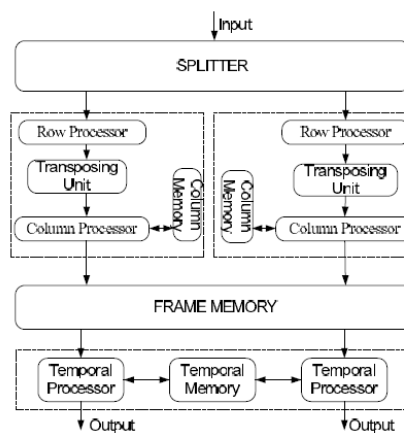 Input
SPLITTER
Row Processor
Transposing
Unit
Column Processor
Column
Memory
Row Processor
Transposing
Unit
Column
Memory
Column Processor
FRAME MEMORY
Temporal
Processor
Temporal
Memory
Temporal
Processor
Output
Output